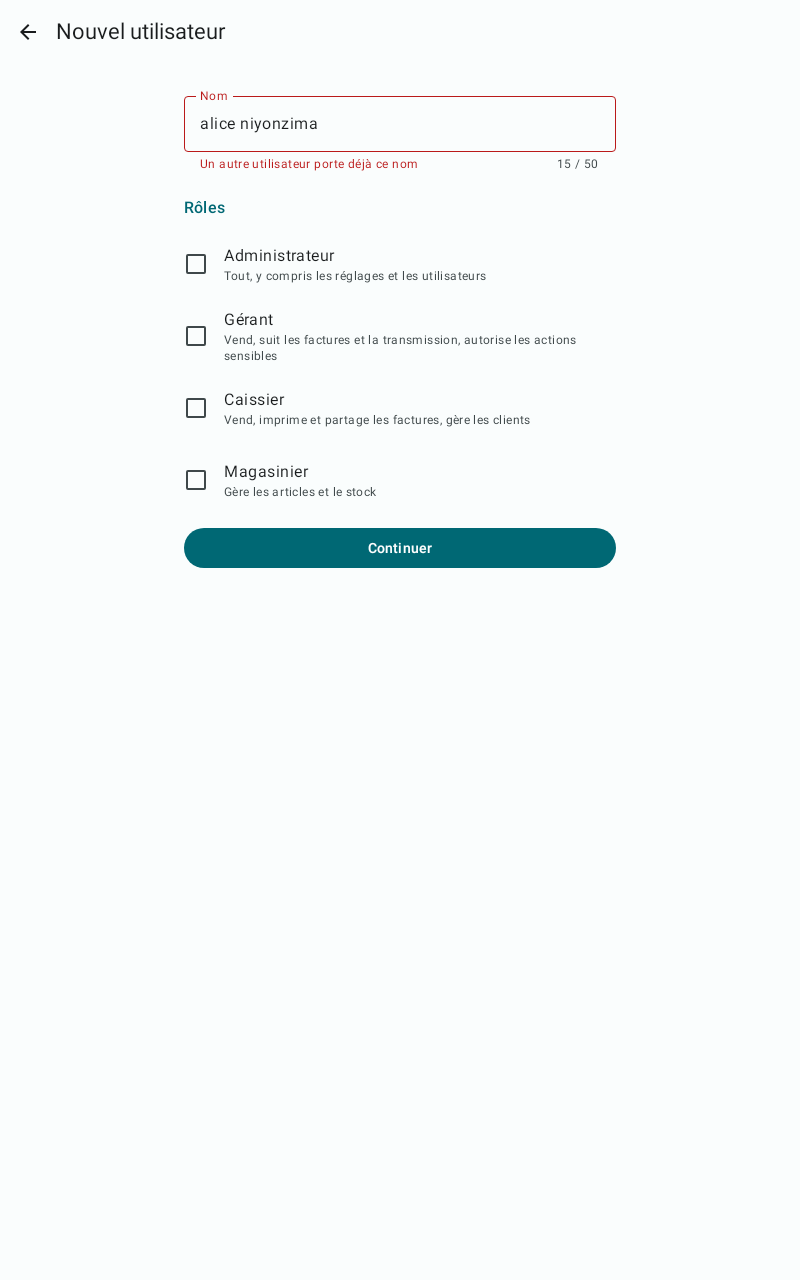 Nouvel utilisateur
Nom
alice niyonzima
Un autre utilisateur porte déjà ce nom
15 / 50
Rôles
Administrateur
Tout, y compris les réglages et les utilisateurs
Gérant
Vend, suit les factures et la transmission, autorise les actions
sensibles
Caissier
Vend, imprime et partage les factures, gère les clients
Magasinier
Gère les articles et le stock
Continuer